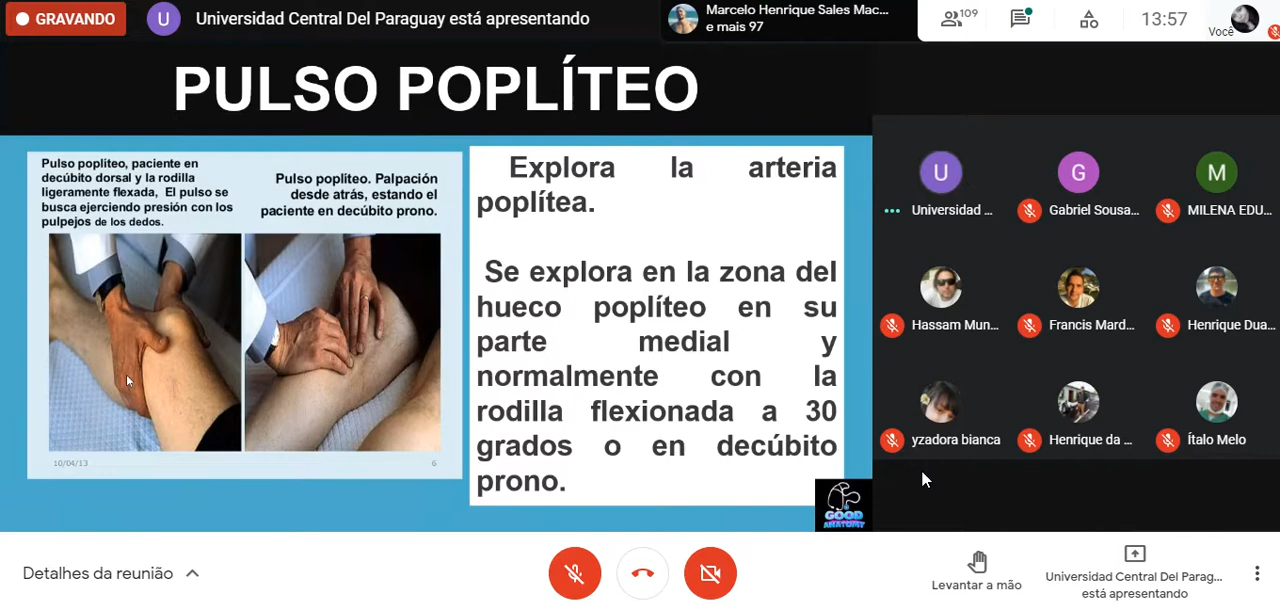 GRAVANDO
U
Universidad Central Del Paraguay está apresentando
Marcelo Henrique Sales Mac...
e mais 97
109
13:57
Você
PULSO POPLÍTEO
Pulso poplíteo, paciente en
decúbito dorsal y la rodilla
ligeramente flexada, El pulso se
busca ejerciendo presión con los
pulpejos de los dedos.
Pulso poplíteo. Palpación
desde atrás, estando el
paciente en decúbito prono.
10/04/13
6
Explora la arteria
poplítea.
Se explora en la zona del
hueco poplíteo en su
parte medial y
normalmente con la
rodilla flexionada a 30
grados o en decúbito
prono.
GOOD
ANATOMY
U
G
M
Universidad ...
Gabriel Sousa...
MILENA EDU...
Hassam Mun...
Francis Mard...
Henrique Dua...
yzadora bianca
Henrique da ...
Ítalo Melo
Detalhes da reunião
Levantar a mão
Universidad Central Del Parag...
está apresentando